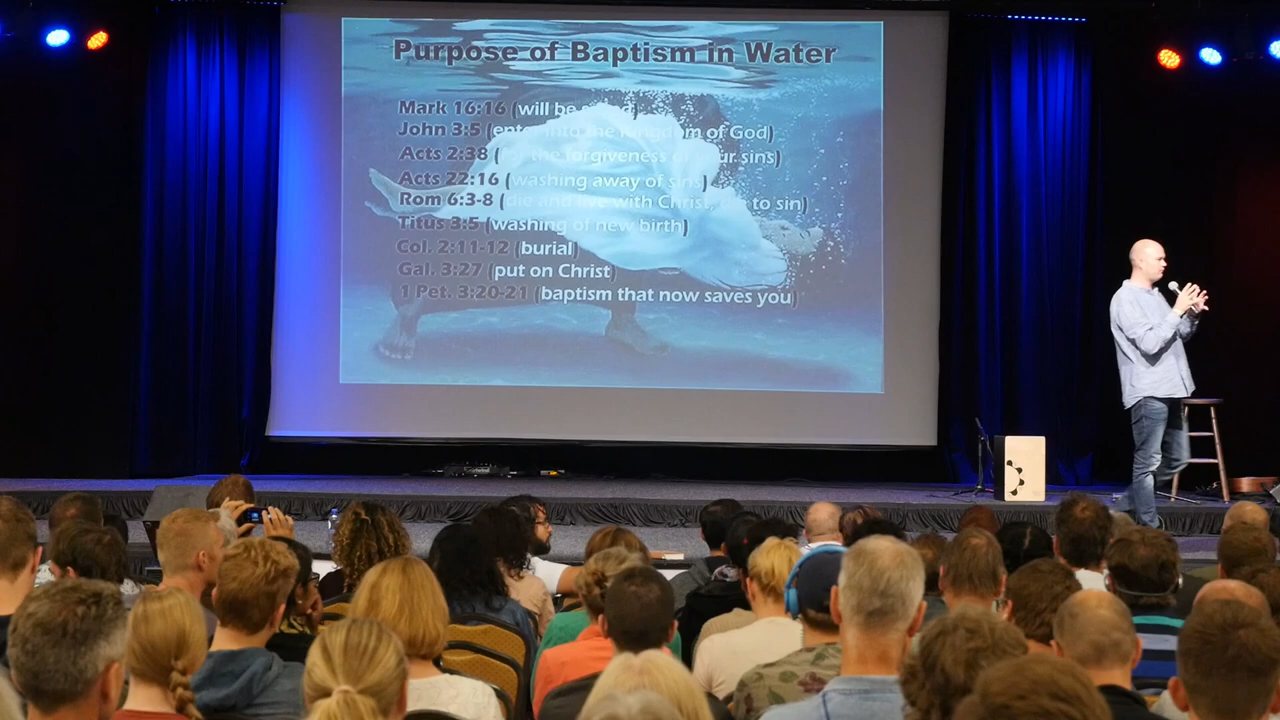 Purpose of Baptism in Water
Mark 16:16 (will be saved)
John 3:5 (enter into the kingdom of God)
Acts 2:38 (for the forgiveness of your sins)
Acts 22:16 (washing away of sins)
Rom 6:3-8 (die and live with Christ, die to sin)
Titus 3:5 (washing of new birth)
Col. 2:11-12 (burial)
Gal. 3:27 (put on Christ)
1 Pet. 3:20-21 (baptism that now saves you)